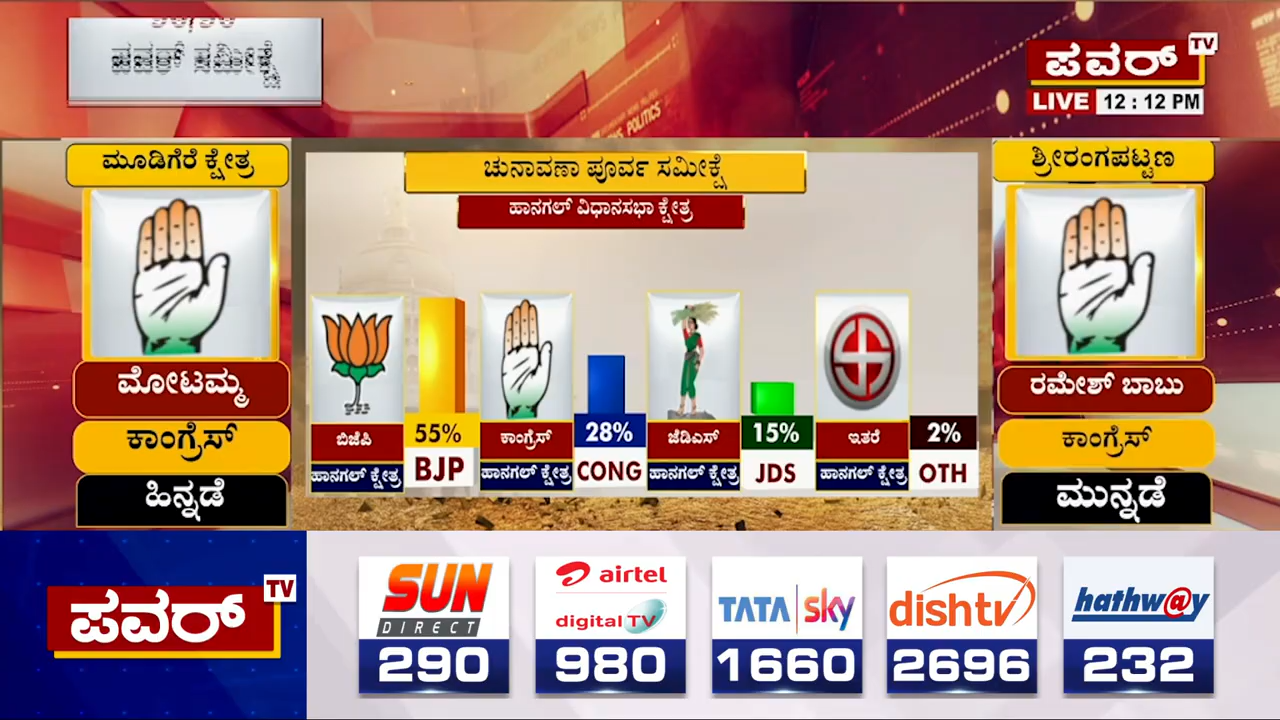 ಪವರ್ ಸಮೀಕ್ಷೆ
ಪವರ್ TV
LIVE 12 : 12 PM
ಮೂಡಿಗೆರೆ ಕ್ಷೇತ್ರ
ಮೋಟಮ್ಮ
ಕಾಂಗ್ರೆಸ್
ಹಿನ್ನಡೆ
ಚುನಾವಣಾ ಪೂರ್ವ ಸಮೀಕ್ಷೆ
ಹಾನಗಲ್ ವಿಧಾನಸಭಾ ಕ್ಷೇತ್ರ
ಬಿಜೆಪಿ 55% ಕಾಂಗ್ರೆಸ್ 28% ಜೆಡಿಎಸ್ 15% ಇತರೆ 2%
ಹಾನಗಲ್ ಕ್ಷೇತ್ರ BJP ಹಾನಗಲ್ ಕ್ಷೇತ್ರ CONG ಹಾನಗಲ್ ಕ್ಷೇತ್ರ JDS ಹಾನಗಲ್ ಕ್ಷೇತ್ರ OTH
ಶ್ರೀರಂಗಪಟ್ಟಣ
ರಮೇಶ್ ಬಾಬು
ಕಾಂಗ್ರೆಸ್
ಮುನ್ನಡೆ
ಪವರ್ TV
SUN
DIRECT
290
airtel
digital TV
980
TATA sky
1660
dishtv
2696
hathw@y
232